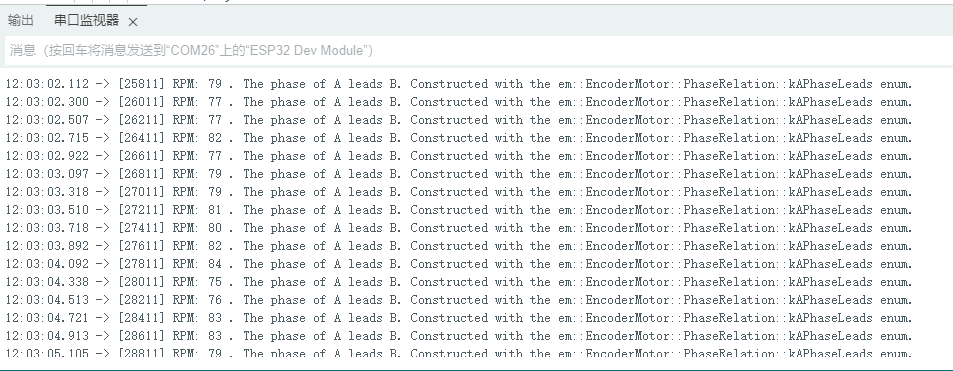 输出 串口监视器 ×
消息（按回车将消息发送到“COM26”上的“ESP32 Dev Module”）
12:03:02.112 -> [25811] RPM: 79 . The phase of A leads B. Constructed with the em::EncoderMotor::PhaseRelation::kAPhaseLeads enum.
12:03:02.300 -> [26011] RPM: 77 . The phase of A leads B. Constructed with the em::EncoderMotor::PhaseRelation::kAPhaseLeads enum.
12:03:02.507 -> [26211] RPM: 77 . The phase of A leads B. Constructed with the em::EncoderMotor::PhaseRelation::kAPhaseLeads enum.
12:03:02.715 -> [26411] RPM: 82 . The phase of A leads B. Constructed with the em::EncoderMotor::PhaseRelation::kAPhaseLeads enum.
12:03:02.922 -> [26611] RPM: 77 . The phase of A leads B. Constructed with the em::EncoderMotor::PhaseRelation::kAPhaseLeads enum.
12:03:03.097 -> [26811] RPM: 79 . The phase of A leads B. Constructed with the em::EncoderMotor::PhaseRelation::kAPhaseLeads enum.
12:03:03.318 -> [27011] RPM: 79 . The phase of A leads B. Constructed with the em::EncoderMotor::PhaseRelation::kAPhaseLeads enum.
12:03:03.510 -> [27211] RPM: 81 . The phase of A leads B. Constructed with the em::EncoderMotor::PhaseRelation::kAPhaseLeads enum.
12:03:03.718 -> [27411] RPM: 80 . The phase of A leads B. Constructed with the em::EncoderMotor::PhaseRelation::kAPhaseLeads enum.
12:03:03.892 -> [27611] RPM: 82 . The phase of A leads B. Constructed with the em::EncoderMotor::PhaseRelation::kAPhaseLeads enum.
12:03:04.092 -> [27811] RPM: 84 . The phase of A leads B. Constructed with the em::EncoderMotor::PhaseRelation::kAPhaseLeads enum.
12:03:04.338 -> [28011] RPM: 75 . The phase of A leads B. Constructed with the em::EncoderMotor::PhaseRelation::kAPhaseLeads enum.
12:03:04.513 -> [28211] RPM: 76 . The phase of A leads B. Constructed with the em::EncoderMotor::PhaseRelation::kAPhaseLeads enum.
12:03:04.721 -> [28411] RPM: 83 . The phase of A leads B. Constructed with the em::EncoderMotor::PhaseRelation::kAPhaseLeads enum.
12:03:04.913 -> [28611] RPM: 83 . The phase of A leads B. Constructed with the em::EncoderMotor::PhaseRelation::kAPhaseLeads enum.
12:03:05.105 -> [28811] RPM: 79 . The phase of A leads B. Constructed with the em::EncoderMotor::PhaseRelation::kAPhaseLeads enum.